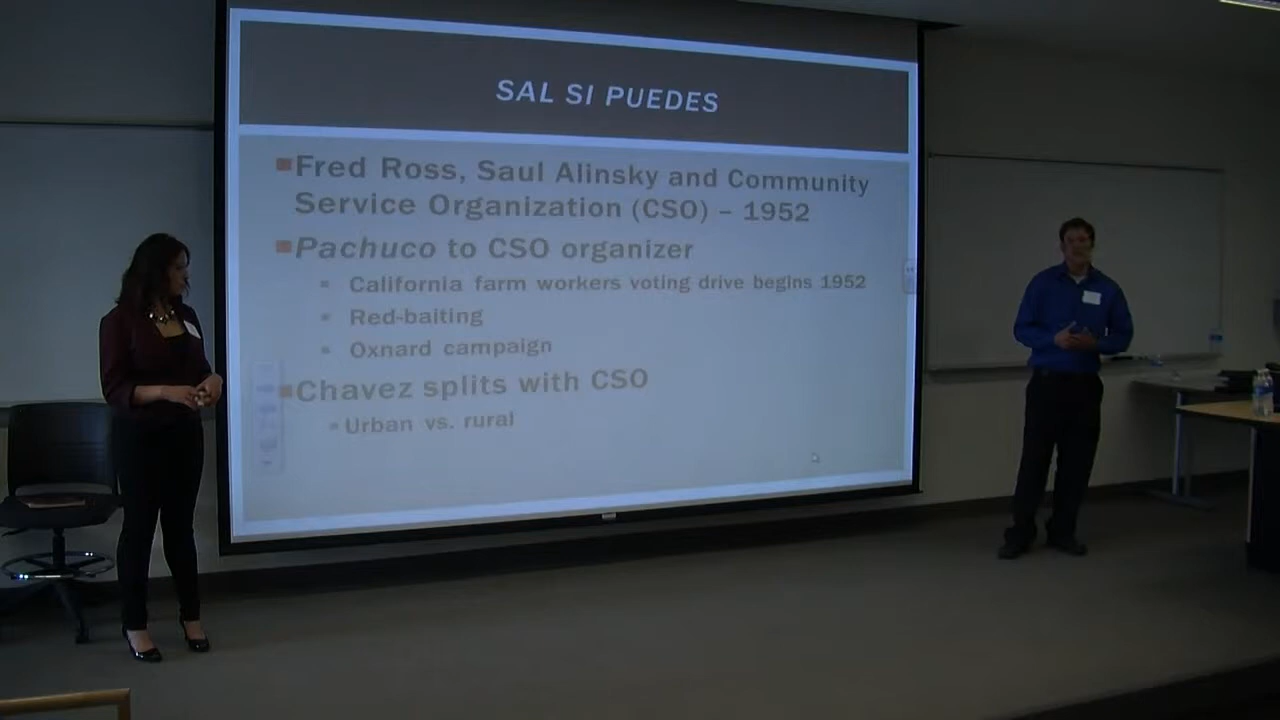 SAL SI PUEDES
Fred Ross, Saul Alinsky and Community
Service Organization (CSO) – 1952
Pachuco to CSO organizer
California farm workers voting drive begins 1952
Red-baiting
Oxnard campaign
Chavez splits with CSO
Urban vs. rural